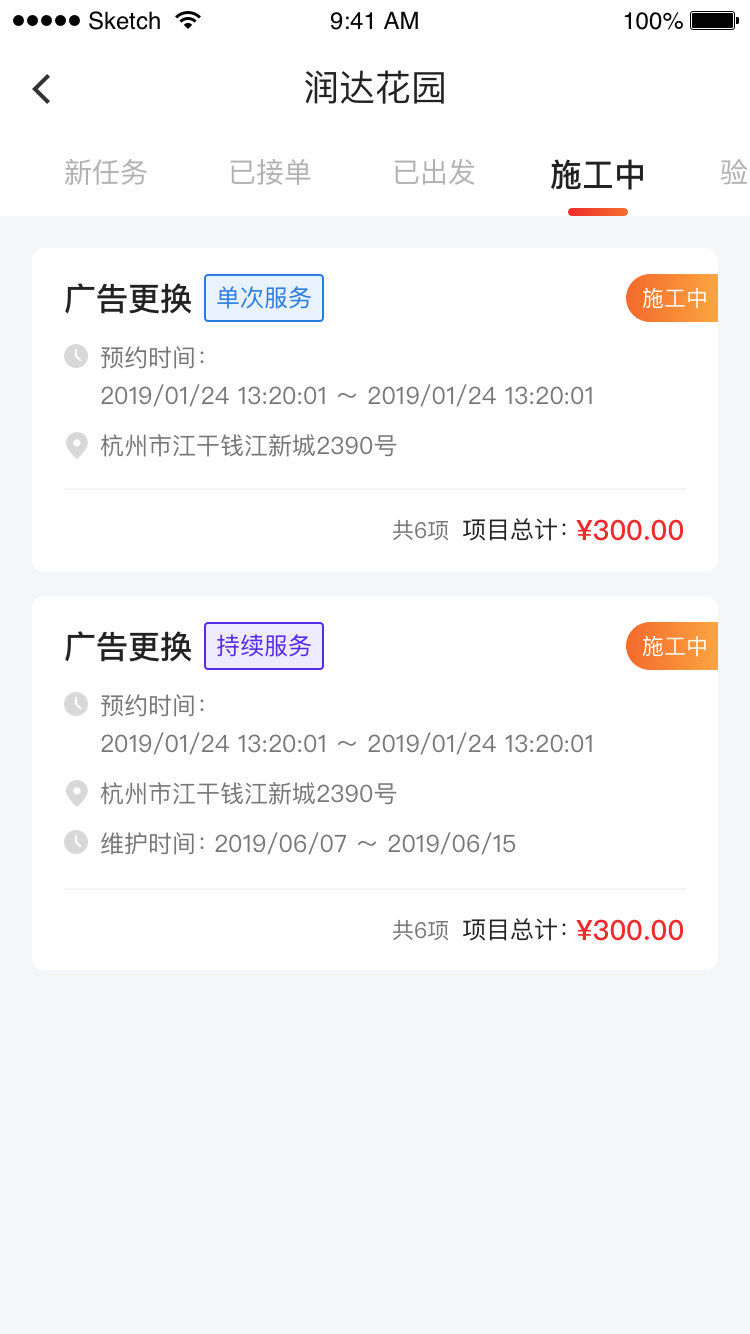 Sketch 9:41 AM 100%
润达花园
新任务 已接单 已出发 施工中 验
广告更换 单次服务 施工中
预约时间：
2019/01/24 13:20:01 ～ 2019/01/24 13:20:01
杭州市江干钱江新城2390号
共6项 项目总计：¥300.00
广告更换 持续服务 施工中
预约时间：
2019/01/24 13:20:01 ～ 2019/01/24 13:20:01
杭州市江干钱江新城2390号
维护时间：2019/06/07 ～ 2019/06/15
共6项 项目总计：¥300.00